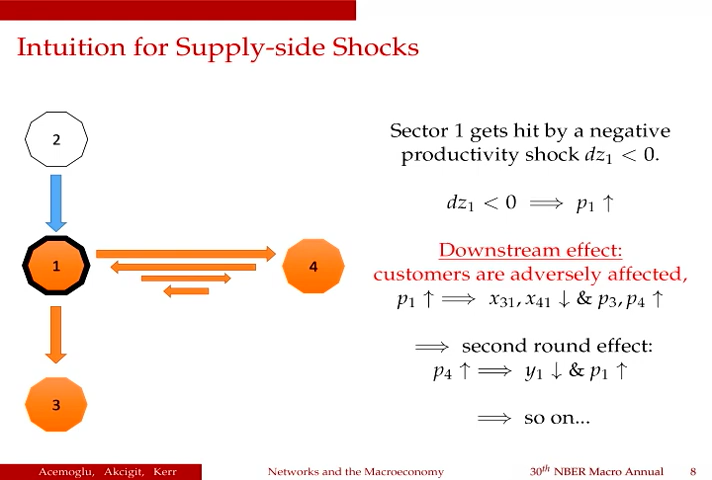 Intuition for Supply-side Shocks
2
1
4
3
Sector 1 gets hit by a negative
productivity shock dz₁ < 0.
dz₁ < 0 ⟹ p₁ ↑
Downstream effect:
customers are adversely affected,
p₁ ↑⟹ x₃₁, x₄₁ ↓ & p₃, p₄ ↑
⟹ second round effect:
p₄ ↑⟹ y₁ ↓ & p₁ ↑
⟹ so on...
Acemoglu, Akcigit, Kerr
Networks and the Macroeconomy
30ᵗʰ NBER Macro Annual
8